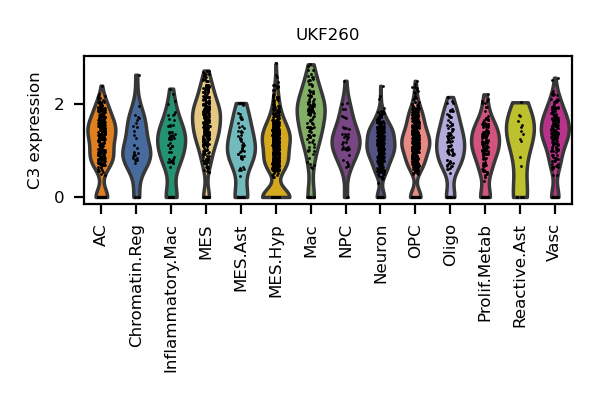 UKF260
C3 expression
2
0
AC
Chromatin.Reg
Inflammatory.Mac
MES
MES.Ast
MES.Hyp
Mac
NPC
Neuron
OPC
Oligo
Prolif.Metab
Reactive.Ast
Vasc